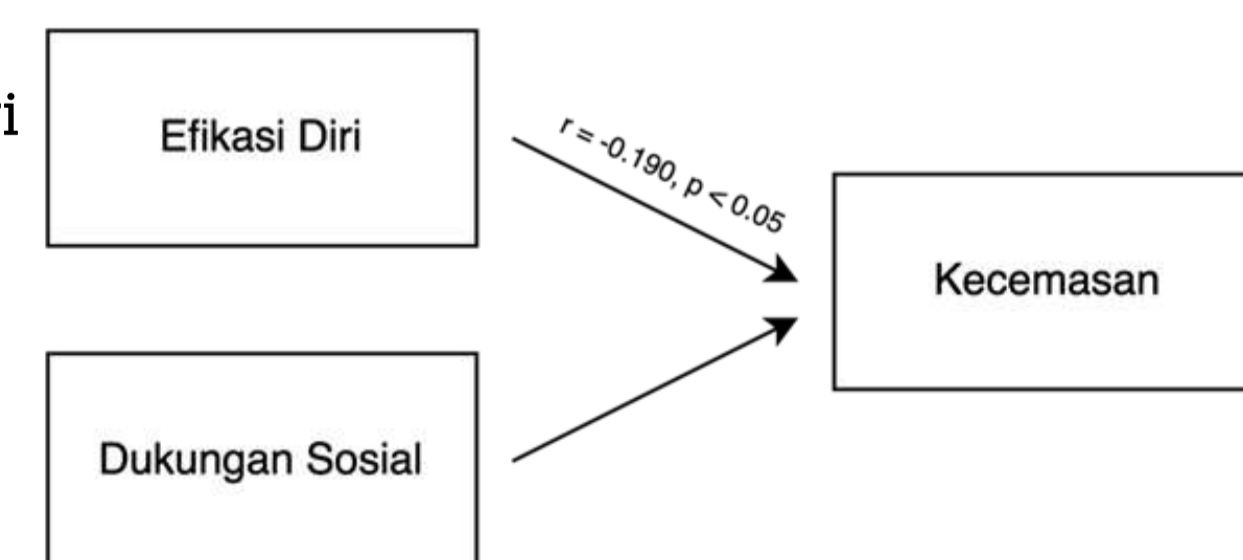 Efikasi Diri
r = -0.190, p < 0.05
Kecemasan
Dukungan Sosial